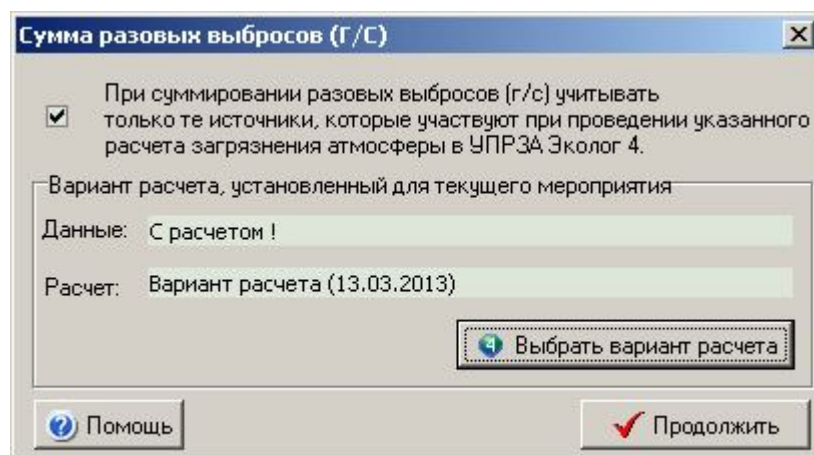 Сумма разовых выбросов (Г/С)
При суммировании разовых выбросов (г/с) учитывать
только те источники, которые участвуют при проведении указанного
расчета загрязнения атмосферы в УПРЗА Эколог 4.
Вариант расчета, установленный для текущего мероприятия
Данные: С расчетом !
Расчет: Вариант расчета (13.03.2013)
4 Выбрать вариант расчета
? Помощь
Продолжить